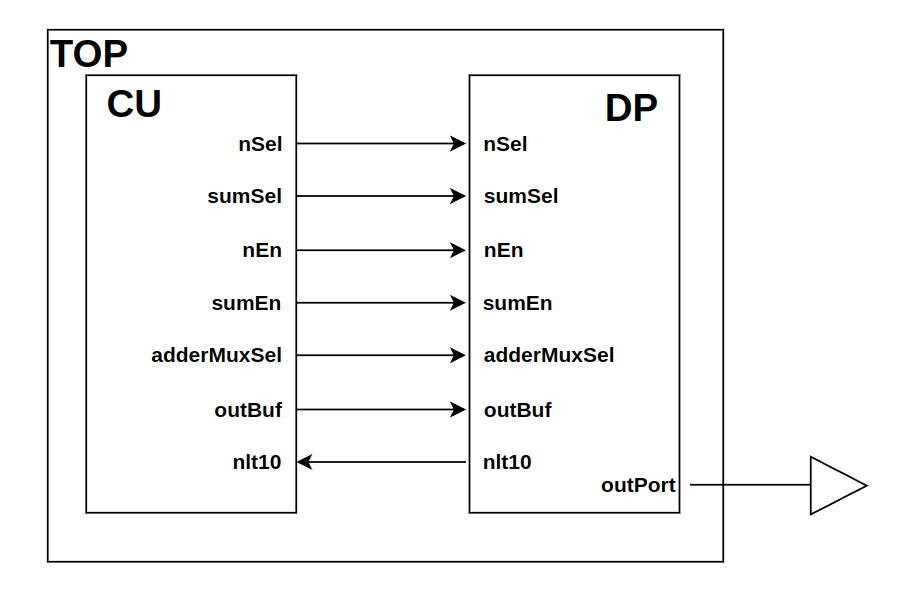 TOP
CU
DP
nSel
nSel
sumSel
sumSel
nEn
nEn
sumEn
sumEn
adderMuxSel
adderMuxSel
outBuf
outBuf
nlt10
nlt10
outPort